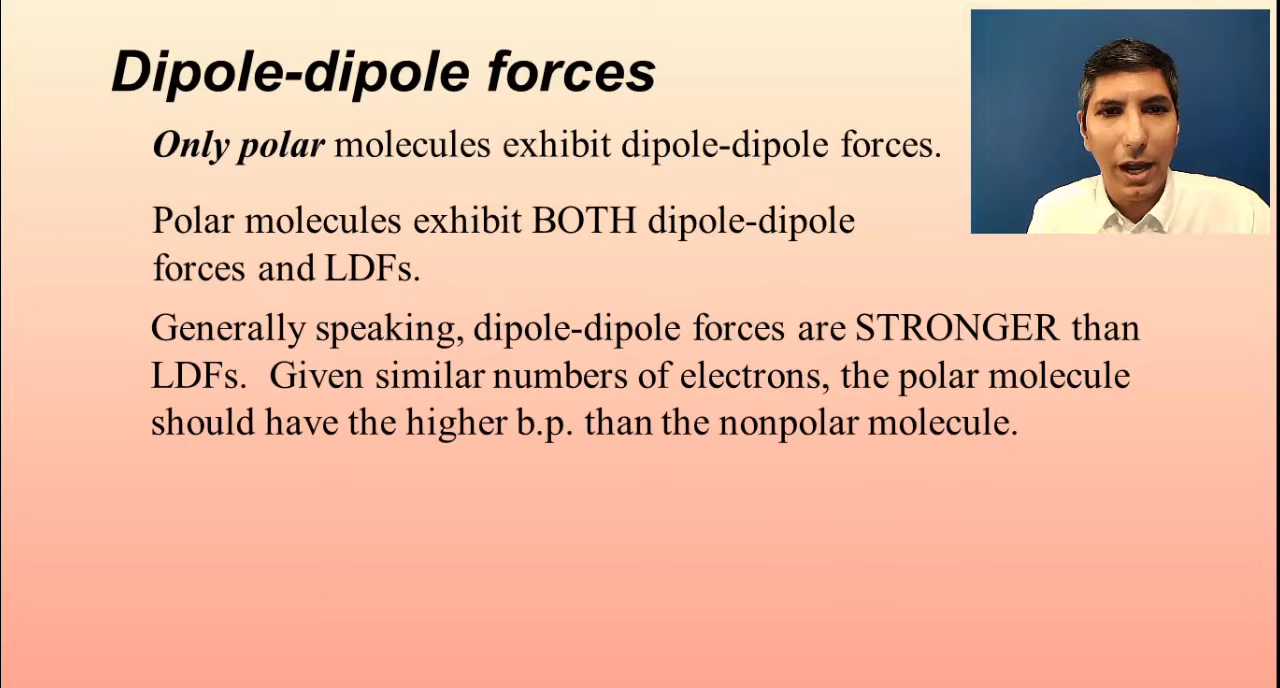 Dipole-dipole forces
Only polar molecules exhibit dipole-dipole forces.
Polar molecules exhibit BOTH dipole-dipole
forces and LDFs.
Generally speaking, dipole-dipole forces are STRONGER than
LDFs.  Given similar numbers of electrons, the polar molecule
should have the higher b.p. than the nonpolar molecule.